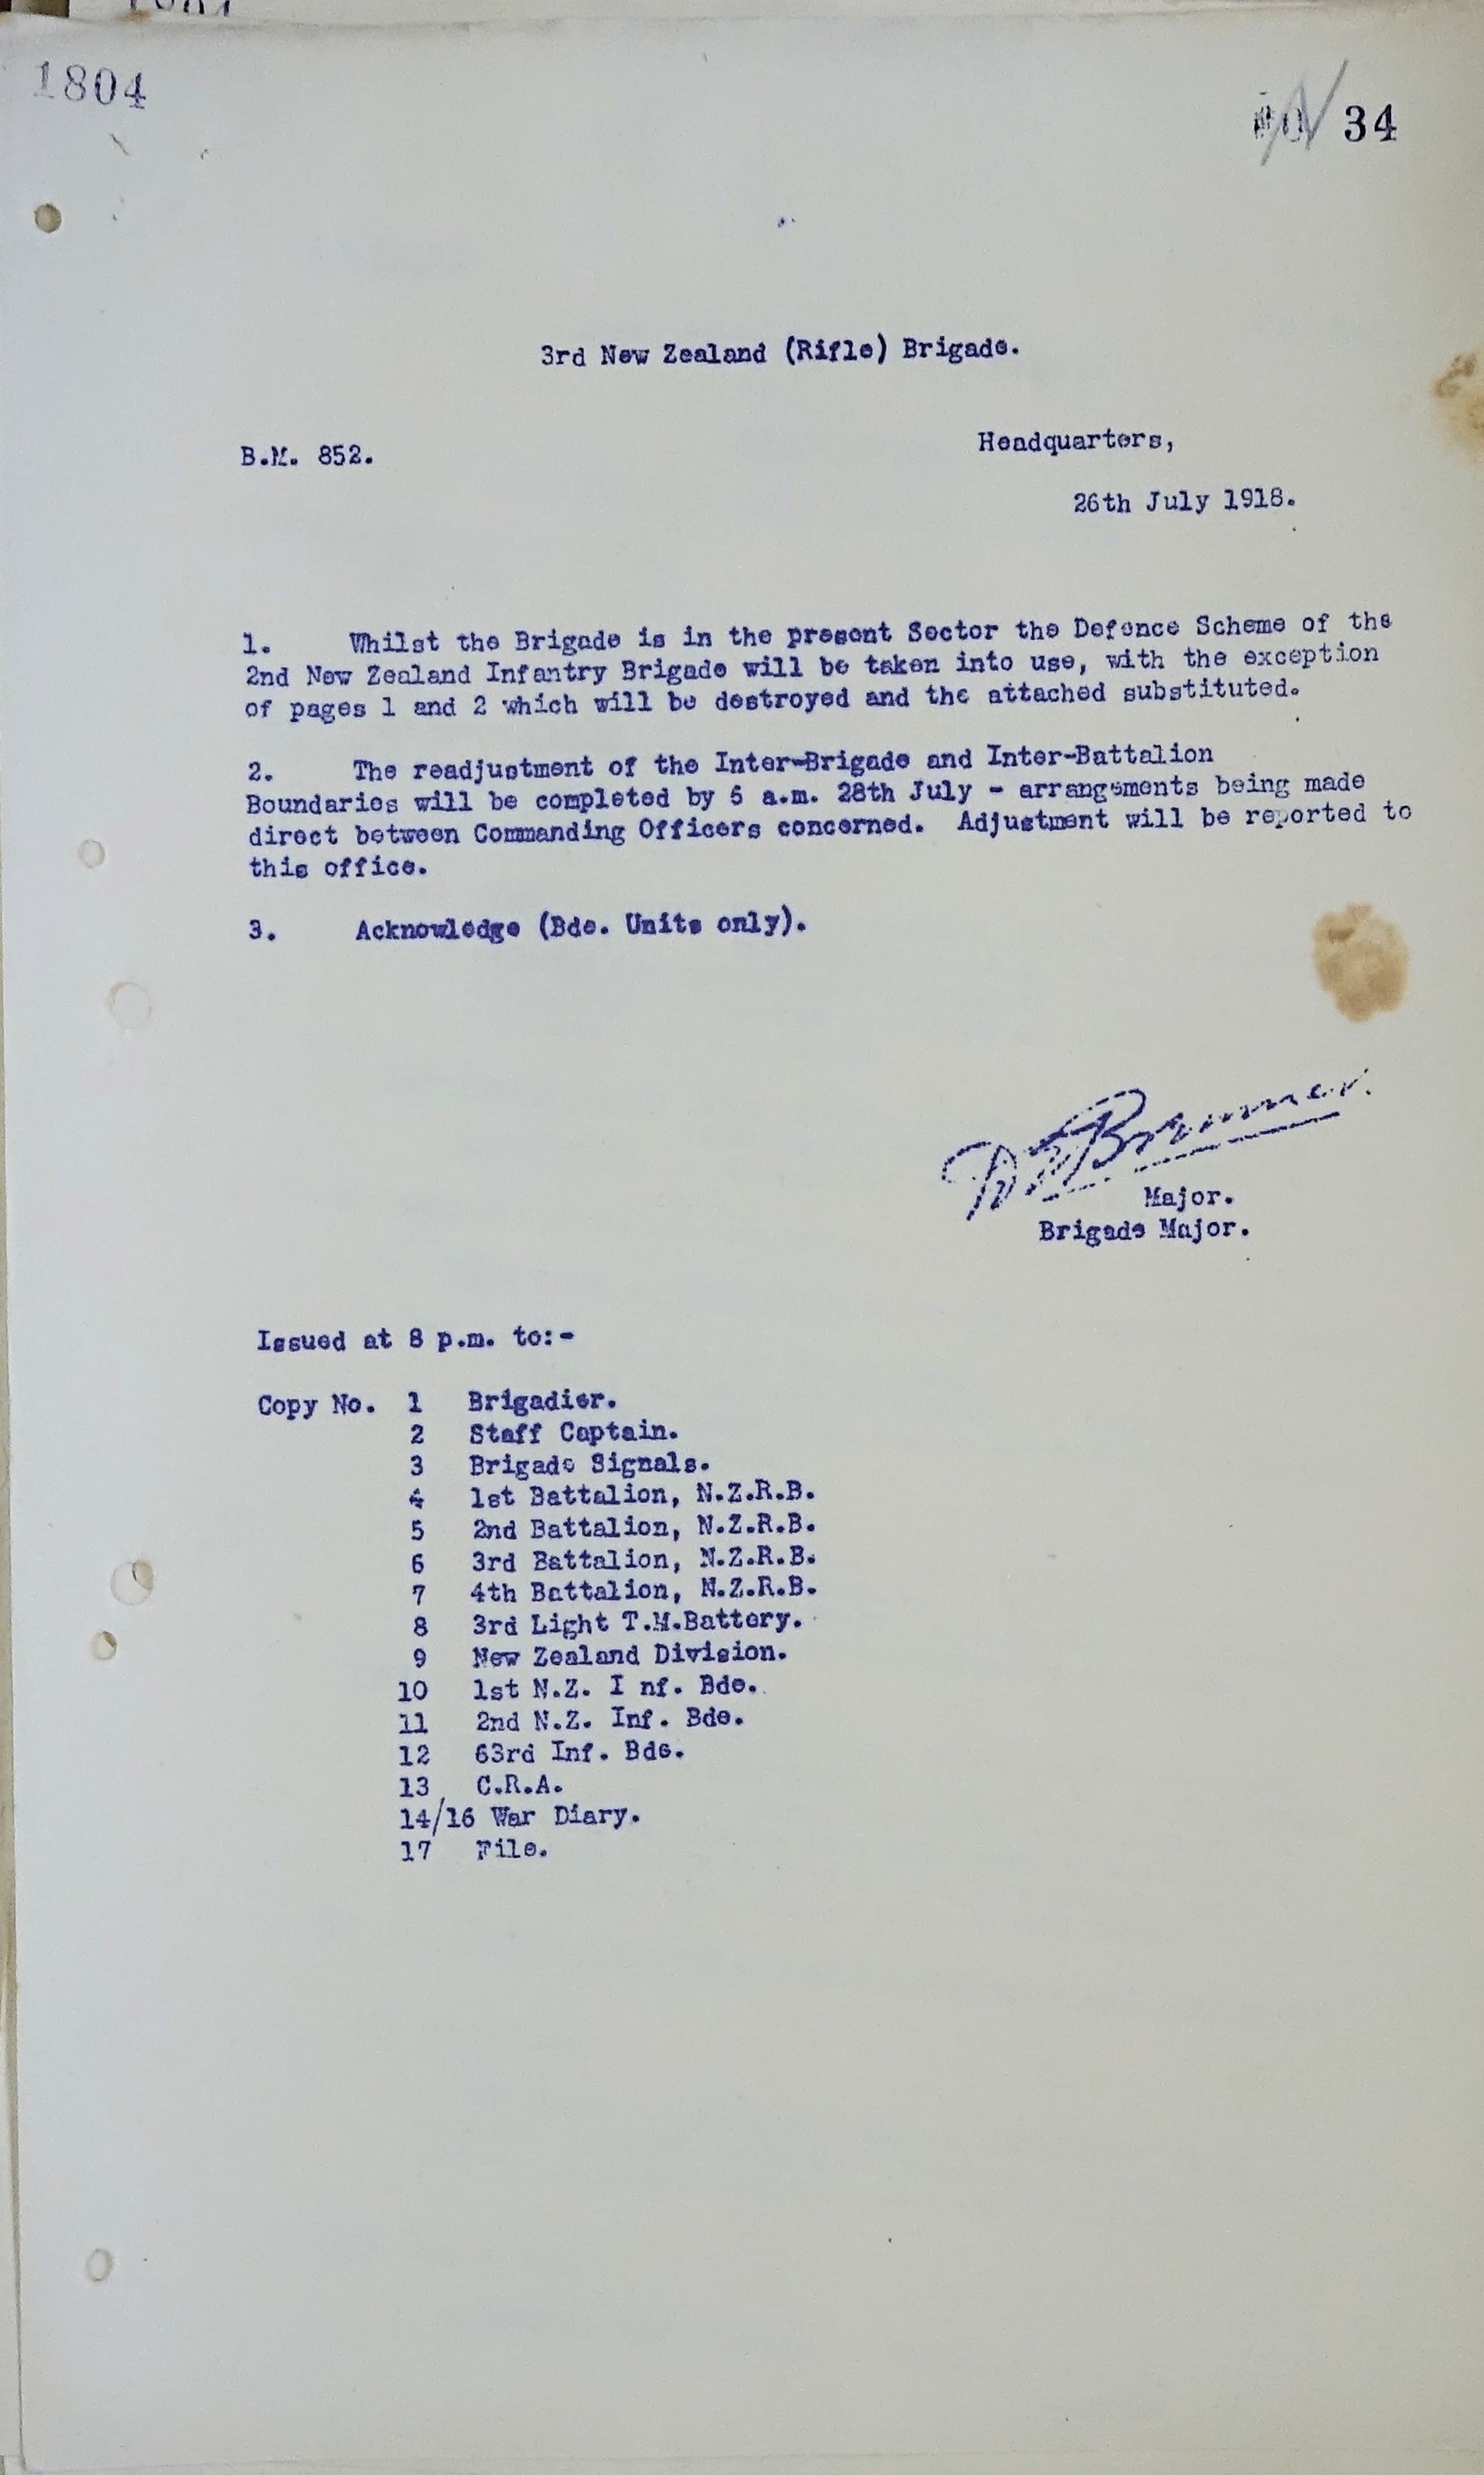 1804
34
3rd New Zealand (Rifle) Brigade.
B.M. 852.
Headquarters,
26th July 1918.
1. Whilst the Brigade is in the present Sector the Defence Scheme of the
2nd New Zealand Infantry Brigade will be taken into use, with the exception
of pages 1 and 2 which will be destroyed and the attached substituted.
2. The readjustment of the Inter-Brigade and Inter-Battalion
Boundaries will be completed by a.m. 28th July - arrangements being made
direct between Commanding Officers concerned. Adjustment will be reported to
this office.
3. Acknowledge (Bde. Units only).
Major.
Brigade Major.
Issued at 8 p.m. to:-
Copy No. 1 Brigadier.
2 Staff Captain.
3 Brigade Signals.
4 1st Battalion, N.Z.R.B.
5 2nd Battalion, N.Z.R.B.
6 3rd Battalion, N.Z.R.B.
7 4th Battalion, N.Z.R.B.
8 3rd Light T.M.Battery.
9 New Zealand Division.
10 1st N.Z. I nf. Bde.
11 2nd N.Z. Inf. Bde.
12 63rd Inf. Bde.
13 C.R.A.
14/16 War Diary.
17 File.